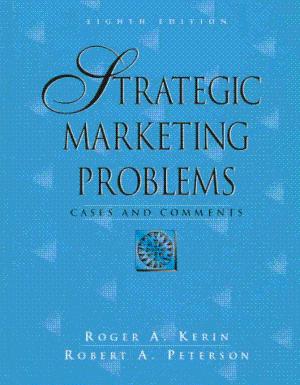 EIGHTH EDITION
STRATEGIC
MARKETING
PROBLEMS
CASES AND COMMENTS
ROGER A. KERIN
ROBERT A. PETERSON